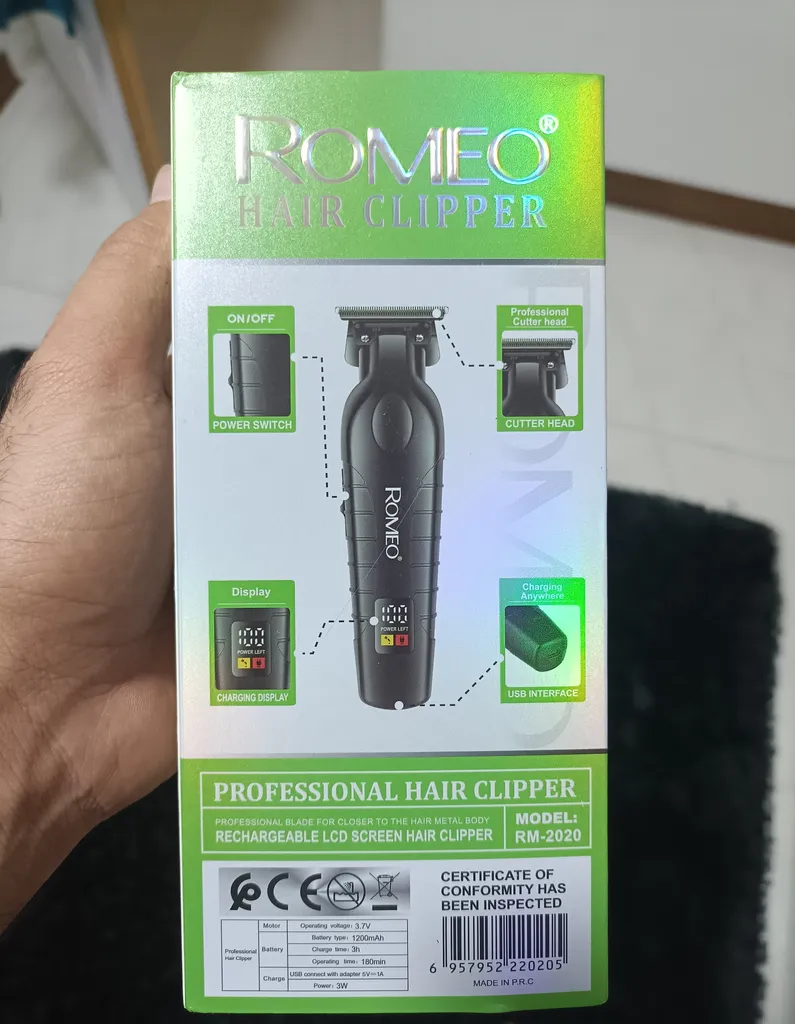 ROMEO®
HAIR CLIPPER
ON/OFF
POWER SWITCH
Professional
Cutter head
CUTTER HEAD
ROMEO
ROMEO®
Display
100
POWER LEFT
CHARGING DISPLAY
100
POWER LEFT
Charging
Anywhere
USB INTERFACE
PROFESSIONAL HAIR CLIPPER
PROFESSIONAL BLADE FOR CLOSER TO THE HAIR METAL BODY
RECHARGEABLE LCD SCREEN HAIR CLIPPER
MODEL:
RM-2020
CE
Professional
Hair Clipper
Motor
Operating voltage: 3.7V
Battery
Battery type: 1200mAh
Charge time: 3h
Operating time: 180min
Charge
USB connect with adapter 5V⎓1A
Power: 3W
CERTIFICATE OF
CONFORMITY HAS
BEEN INSPECTED
6 957952 220205
MADE IN P.R.C